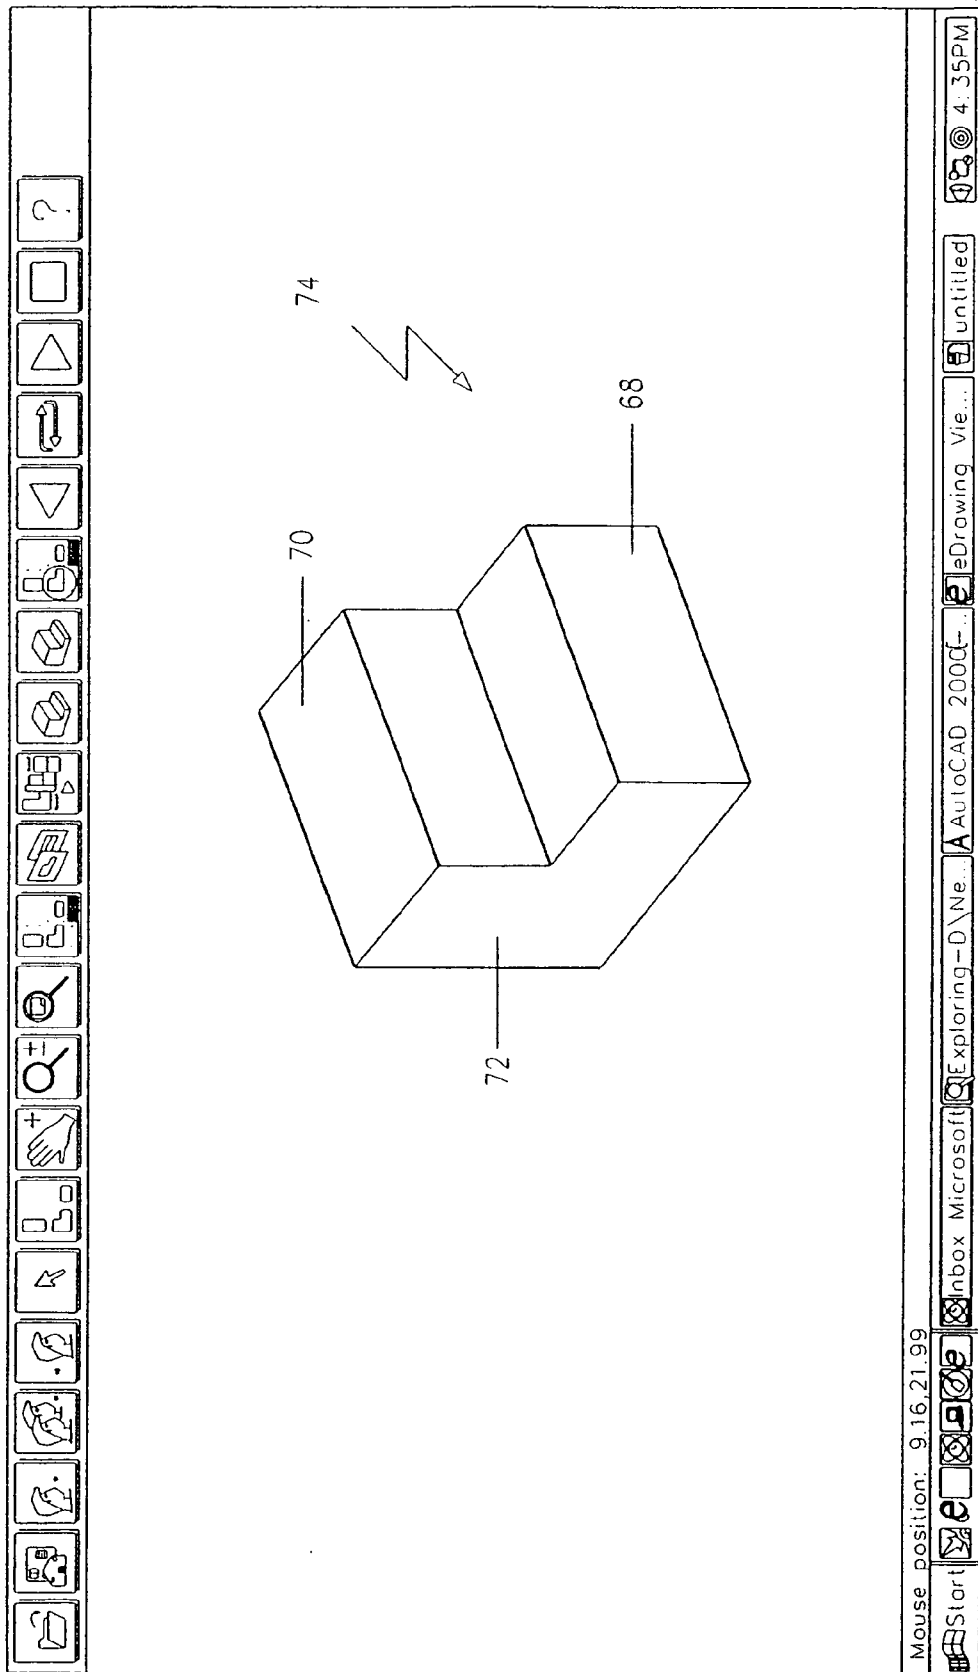 ?
74
70
68
72
Mouse position: 9.16,21.99
Start
Inbox Microsoft
Exploring-D\Ne...
AutoCAD 2000[-...
eDrawing Vie...
untitled
4:35PM